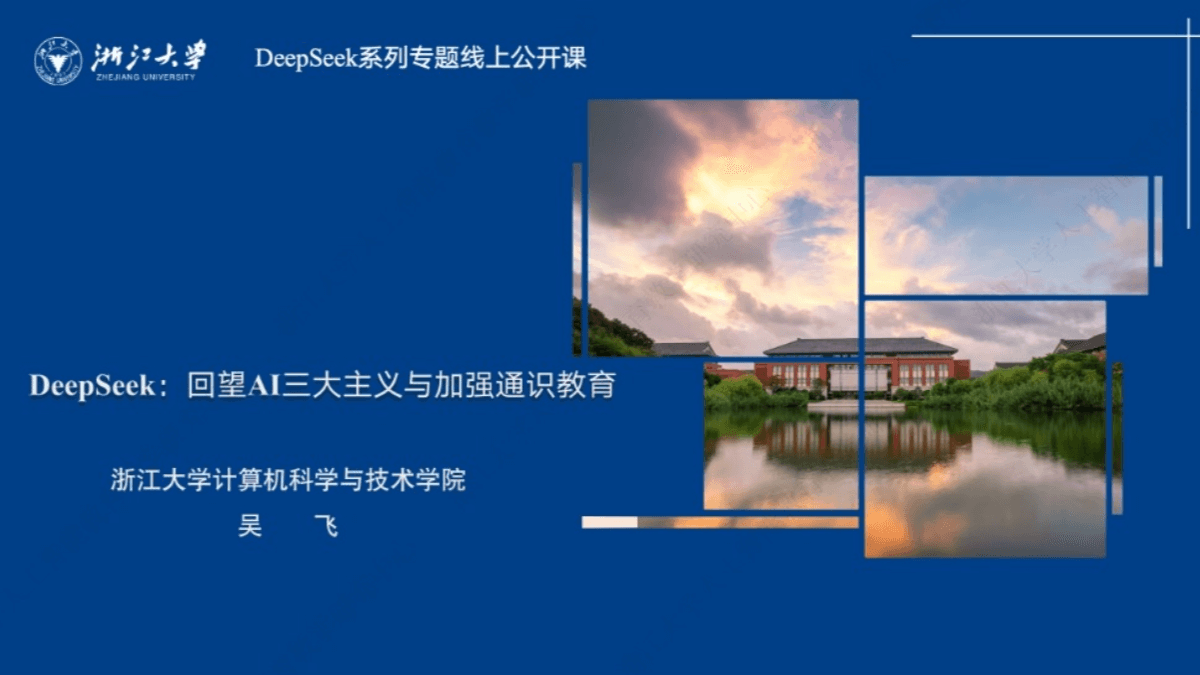 浙江大学
ZHEJIANG UNIVERSITY
DeepSeek系列专题线上公开课
DeepSeek：回望AI三大主义与加强通识教育
浙江大学计算机科学与技术学院
吴 飞